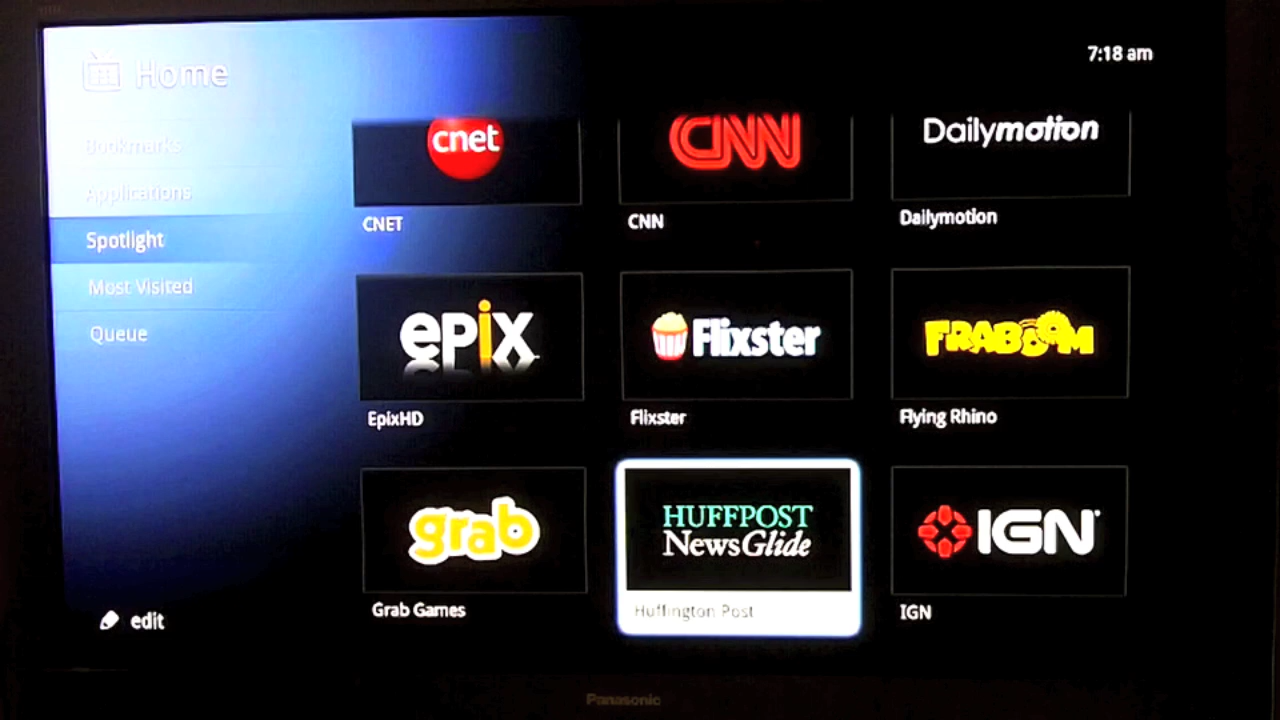 Home
7:18 am
Bookmarks
Applications
Spotlight
Most Visited
Queue
edit
cnet
CNN
Dailymotion
CNET
CNN
Dailymotion
epix
Flixster
FRABOOM
EpixHD
Flixster
Flying Rhino
grab
HUFFPOST
NewsGlide
IGN
Grab Games
Huffington Post
IGN
Panasonic